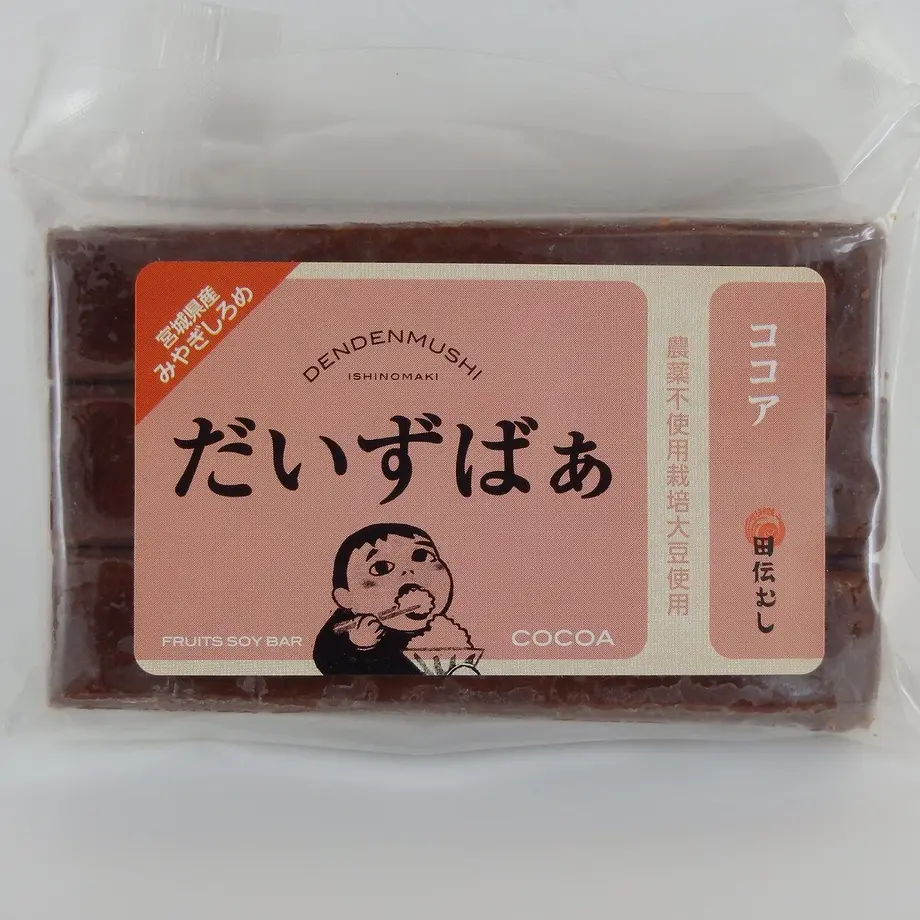 宮城県産
みやぎしろめ
DENDENMUSHI
ISHINOMAKI
だいずばぁ
FRUITS SOY BAR
COCOA
農薬不使用栽培大豆使用
ココア
田伝むし